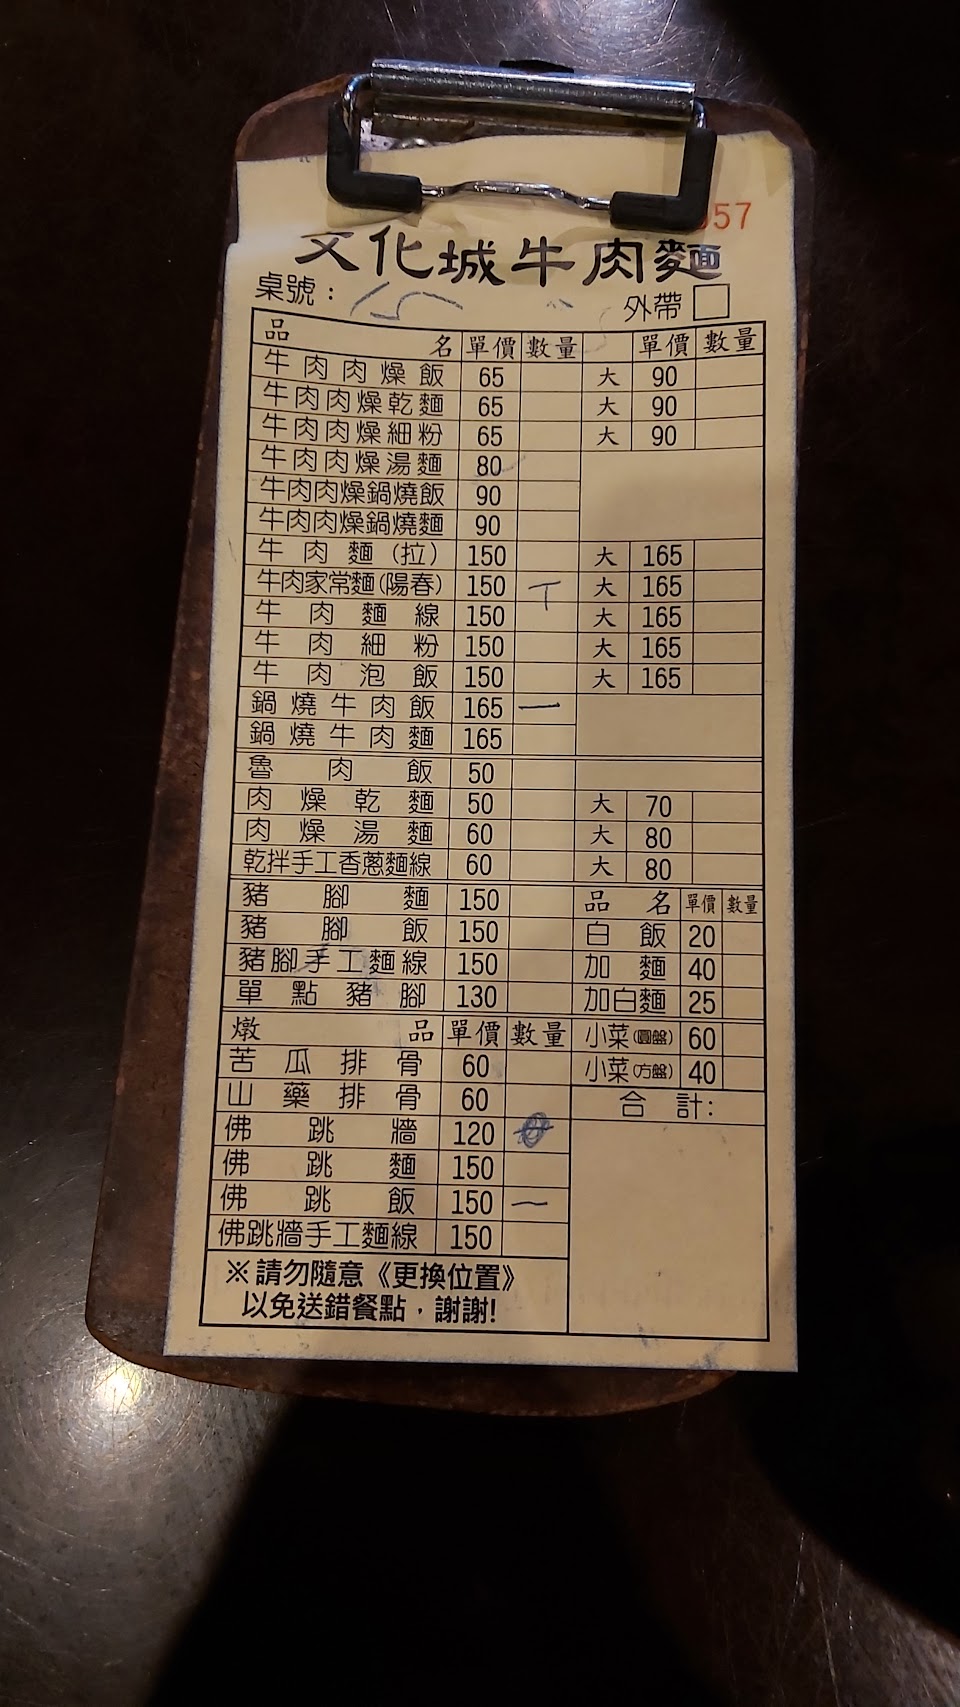 057
文化城牛肉麵
桌號：
外帶 □
品名 單價 數量 單價 數量
牛肉肉燥飯 65 大 90
牛肉肉燥乾麵 65 大 90
牛肉肉燥細粉 65 大 90
牛肉肉燥湯麵 80
牛肉肉燥鍋燒飯 90
牛肉肉燥鍋燒麵 90
牛肉麵(拉) 150 大 165
牛肉家常麵(陽春) 150 一 大 165
牛肉麵線 150 大 165
牛肉細粉 150 大 165
牛肉泡飯 150 大 165
鍋燒牛肉飯 165 一
鍋燒牛肉麵 165
魯肉飯 50
肉燥乾麵 50 大 70
肉燥湯麵 60 大 80
乾拌手工香蔥麵線 60 大 80
豬腳麵 150 品名 單價 數量
豬腳飯 150 白飯 20
豬腳手工麵線 150 加麵 40
單點豬腳 130 加白麵 25
燉品 單價 數量 小菜(圓盤) 60
苦瓜排骨 60 小菜(方盤) 40
山藥排骨 60 合計:
佛跳牆 120
佛跳麵 150
佛跳飯 150 一
佛跳牆手工麵線 150
※請勿隨意《更換位置》
以免送錯餐點，謝謝!